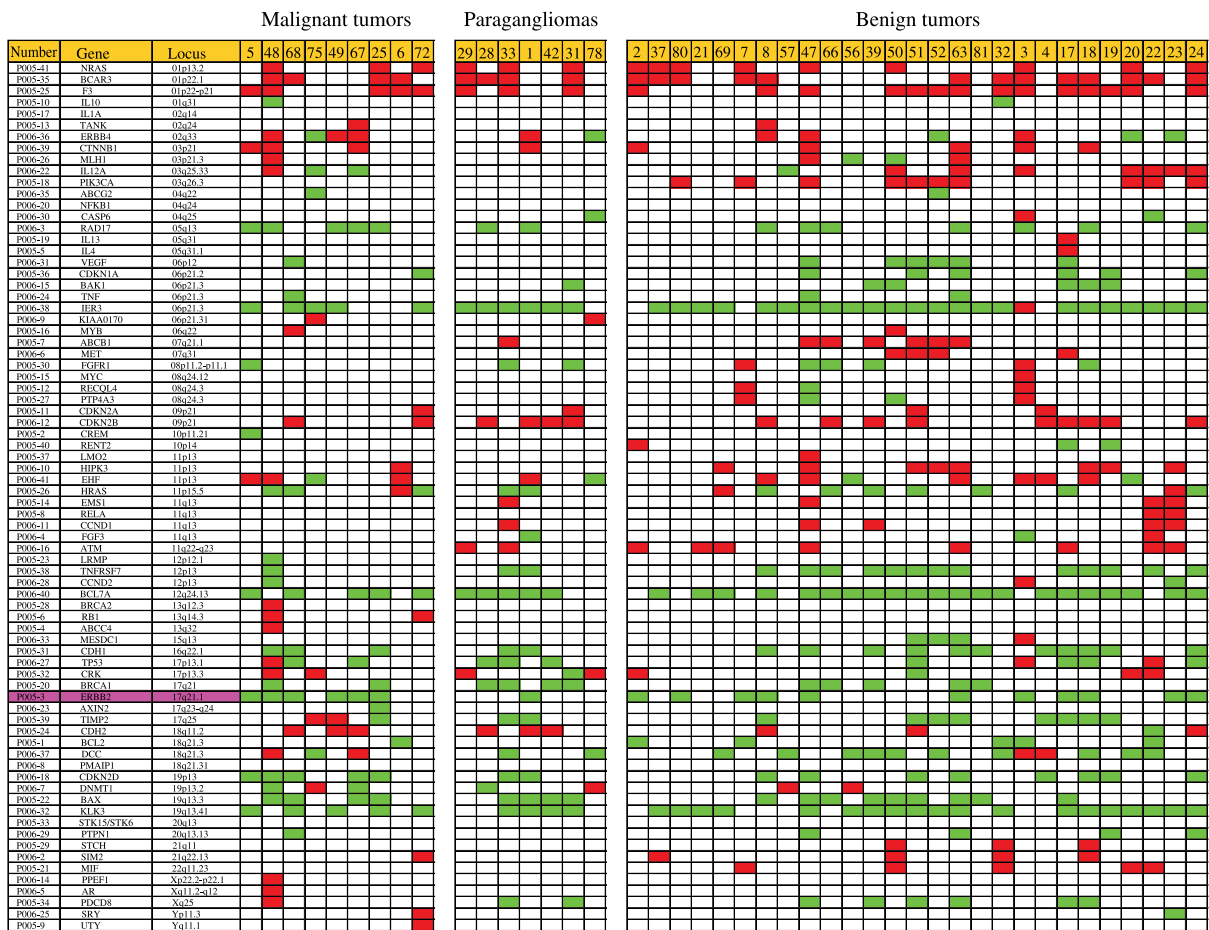 Malignant tumors Paragangliomas Benign tumors
Number Gene Locus 5 48 68 75 49 67 25 6 72 29 28 33 1 42 31 78 2 37 80 21 69 7 8 57 47 66 56 39 50 51 52 63 81 32 3 4 17 18 19 20 22 23 24
P005-41 NRAS 01p13.2
P005-35 BCAR3 01p22.1
P005-25 F3 01p22-p21
P005-10 IL10 01q31
P005-17 IL1A 02q14
P005-13 TANK 02q24
P006-36 ERBB4 02q33
P006-39 CTNNB1 03p21
P006-26 MLH1 03p21.3
P006-22 IL12A 03q25.33
P005-18 PIK3CA 03q26.3
P006-35 ABCG2 04q22
P006-20 NFKB1 04q24
P006-30 CASP6 04q25
P006-3 RAD17 05q13
P005-19 IL13 05q31
P005-5 IL4 05q31.1
P006-31 VEGF 06p12
P005-36 CDKN1A 06p21.2
P006-15 BAK1 06p21.3
P006-24 TNF 06p21.3
P006-38 IER3 06p21.3
P006-9 KIAA0170 06p21.31
P005-16 MYB 06q22
P005-7 ABCB1 07q21.1
P006-6 MET 07q31
P005-30 FGFR1 08p11.2-p11.1
P005-15 MYC 08q24.12
P005-12 RECQL4 08q24.3
P005-27 PTP4A3 08q24.3
P005-11 CDKN2A 09p21
P006-12 CDKN2B 09p21
P005-2 CREM 10p11.21
P005-40 RENT2 10p14
P005-37 LMO2 11p13
P006-10 HIPK3 11p13
P006-41 EHF 11p13
P005-26 HRAS 11p15.5
P005-14 EMS1 11q13
P005-8 RELA 11q13
P006-11 CCND1 11q13
P006-4 FGF3 11q13
P006-16 ATM 11q22-q23
P005-23 LRMP 12p12.1
P005-38 TNFRSF7 12p13
P006-28 CCND2 12p13
P006-40 BCL7A 12q24.13
P005-28 BRCA2 13q12.3
P005-6 RB1 13q14.3
P005-4 ABCC4 13q32
P006-33 MESDC1 15q13
P005-31 CDH1 16q22.1
P006-27 TP53 17p13.1
P005-32 CRK 17p13.3
P005-20 BRCA1 17q21
P005-3 ERBB2 17q21.1
P006-23 AXIN2 17q23-q24
P005-39 TIMP2 17q25
P005-24 CDH2 18q11.2
P005-1 BCL2 18q21.3
P006-37 DCC 18q21.3
P006-8 PMAIP1 18q21.31
P006-18 CDKN2D 19p13
P006-7 DNMT1 19p13.2
P005-22 BAX 19q13.3
P006-32 KLK3 19q13.41
P005-33 STK15/STK6 20q13
P006-29 PTPN1 20q13.13
P005-29 STCH 21q11
P006-2 SIM2 21q22.13
P005-21 MIF 22q11.23
P006-14 PPEF1 Xp22.2-p22.1
P006-5 AR Xq11.2-q12
P005-34 PDCD8 Xq25
P006-25 SRY Yp11.3
P005-9 UTY Yq11.1